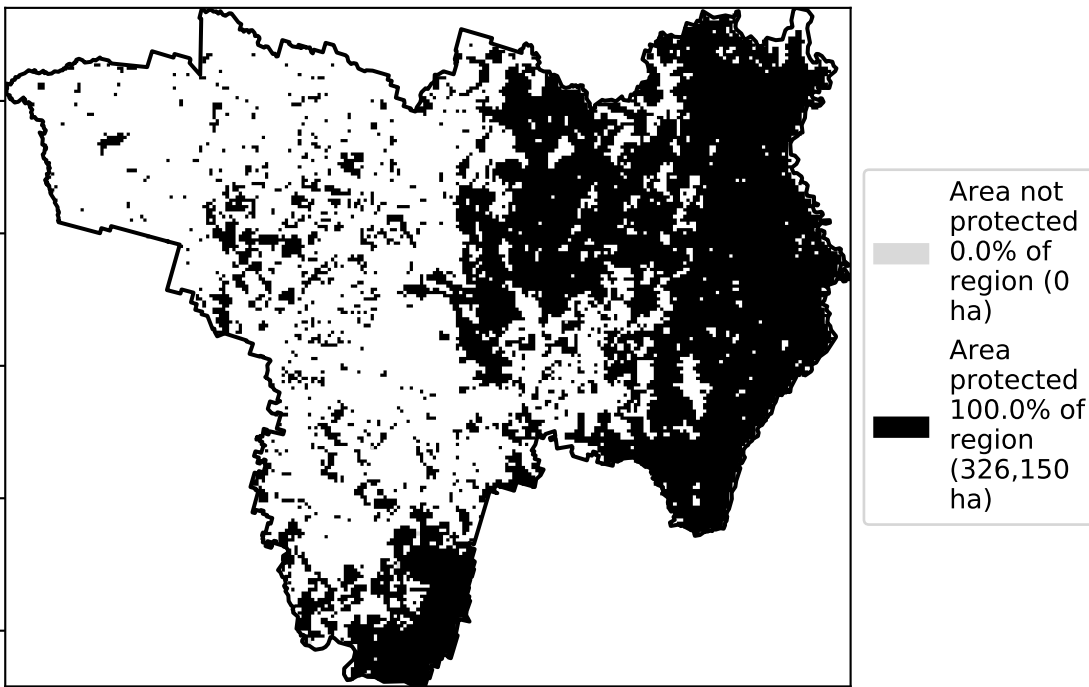 Area not
protected
0.0% of
region (0
ha)
Area
protected
100.0% of
region
(326,150
ha)